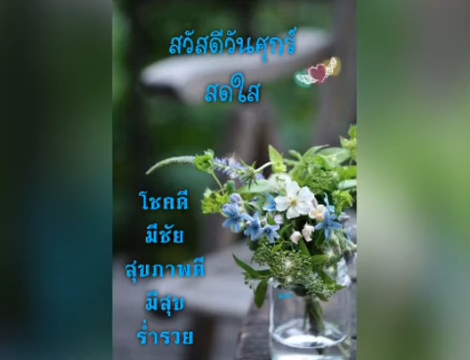 สวัสดีวันศุกร์
สดใส
โชคดี
มีชัย
สุขภาพดี
มีสุข
ร่ำรวย